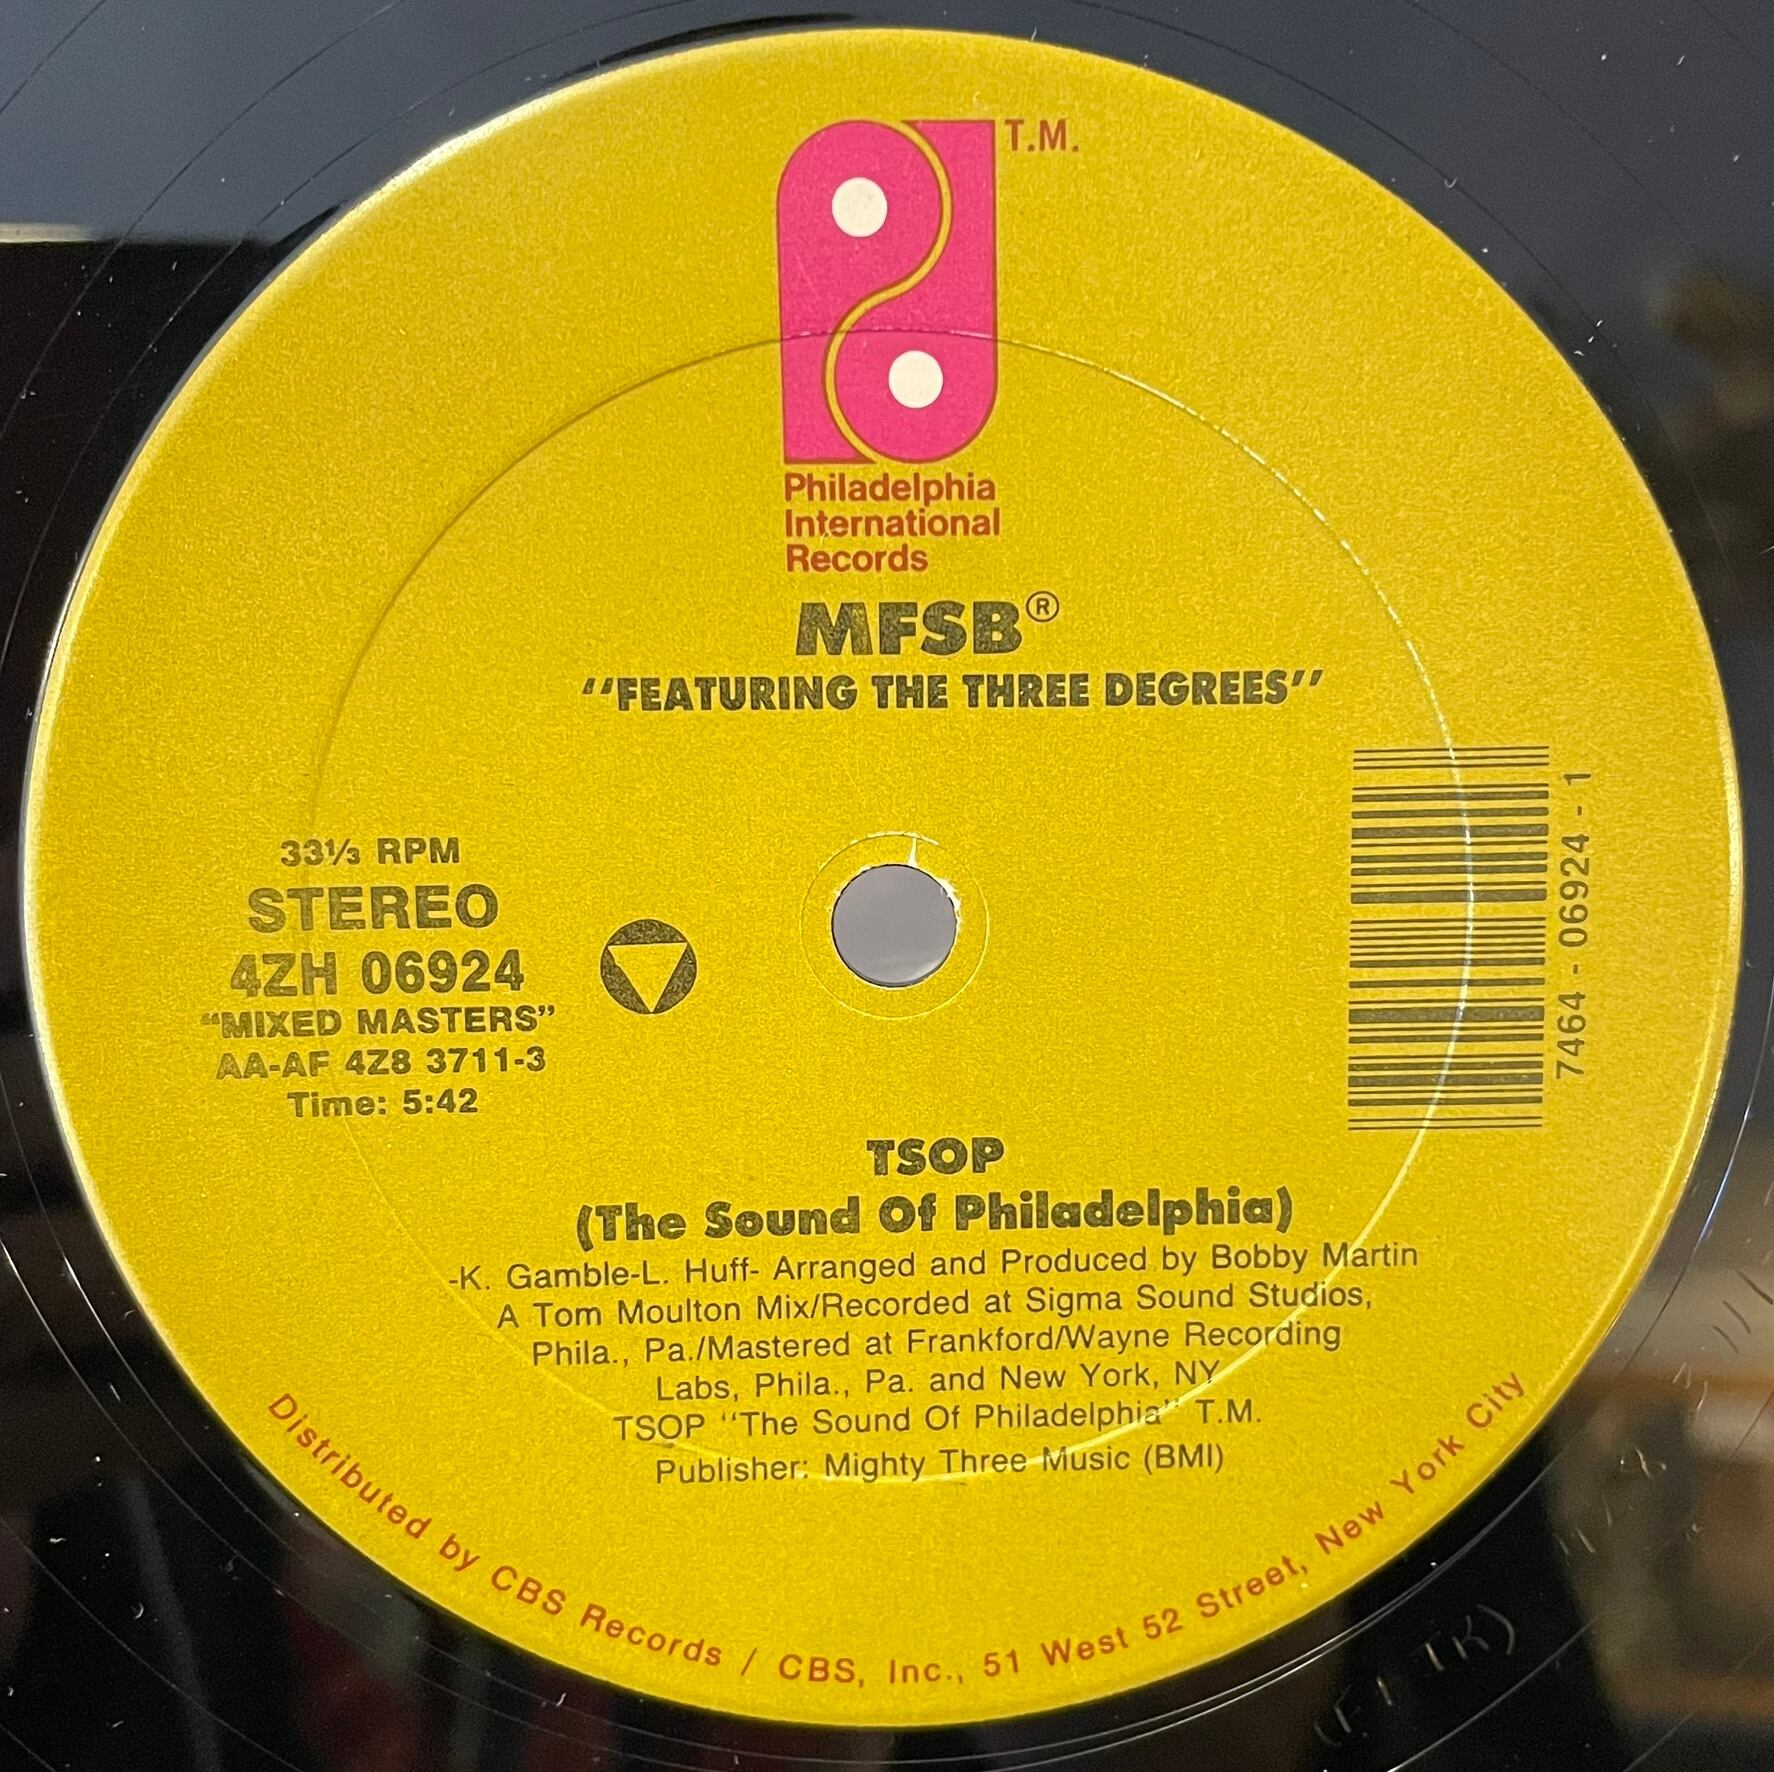 T.M.
Philadelphia
International
Records
MFSB®
"FEATURING THE THREE DEGREES"
33⅓ RPM
STEREO
4ZH 06924
"MIXED MASTERS"
AA-AF 4Z8 3711-3
Time: 5:42
7464 - 06924 - 1
TSOP
(The Sound Of Philadelphia)
-K. Gamble-L. Huff- Arranged and Produced by Bobby Martin
A Tom Moulton Mix/Recorded at Sigma Sound Studios,
Phila., Pa./Mastered at Frankford/Wayne Recording
Labs, Phila., Pa. and New York, NY
TSOP "The Sound Of Philadelphia" T.M.
Publisher: Mighty Three Music (BMI)
Distributed by CBS Records / CBS, Inc., 51 West 52 Street, New York City